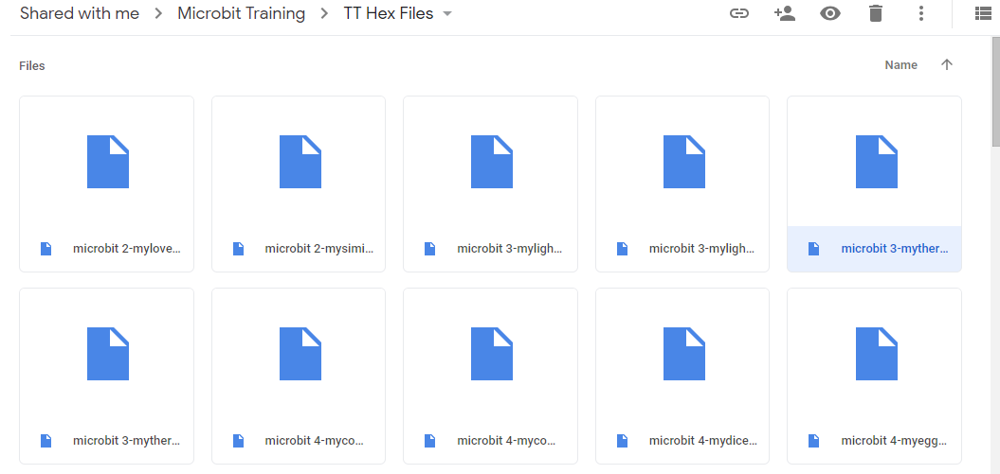 Shared with me > Microbit Training > TT Hex Files
Files
Name
microbit 2-mylove...
microbit 2-mysimi...
microbit 3-myligh...
microbit 3-myligh...
microbit 3-myther...
microbit 3-myther...
microbit 4-myco...
microbit 4-myco...
microbit 4-mydice...
microbit 4-myegg...